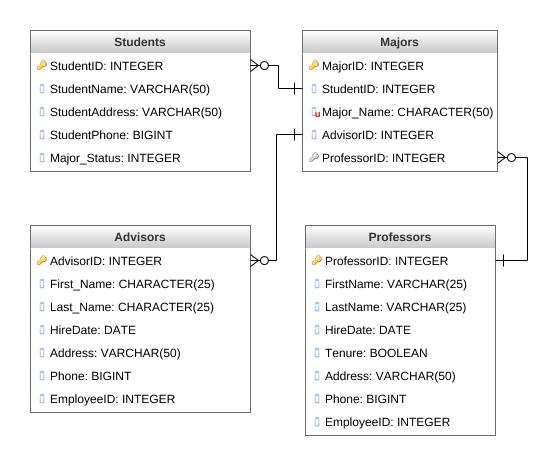 Students
StudentID: INTEGER
StudentName: VARCHAR(50)
StudentAddress: VARCHAR(50)
StudentPhone: BIGINT
Major_Status: INTEGER
Majors
MajorID: INTEGER
StudentID: INTEGER
Major_Name: CHARACTER(50)
AdvisorID: INTEGER
ProfessorID: INTEGER
Advisors
AdvisorID: INTEGER
First_Name: CHARACTER(25)
Last_Name: CHARACTER(25)
HireDate: DATE
Address: VARCHAR(50)
Phone: BIGINT
EmployeeID: INTEGER
Professors
ProfessorID: INTEGER
FirstName: VARCHAR(25)
LastName: VARCHAR(25)
HireDate: DATE
Tenure: BOOLEAN
Address: VARCHAR(50)
Phone: BIGINT
EmployeeID: INTEGER